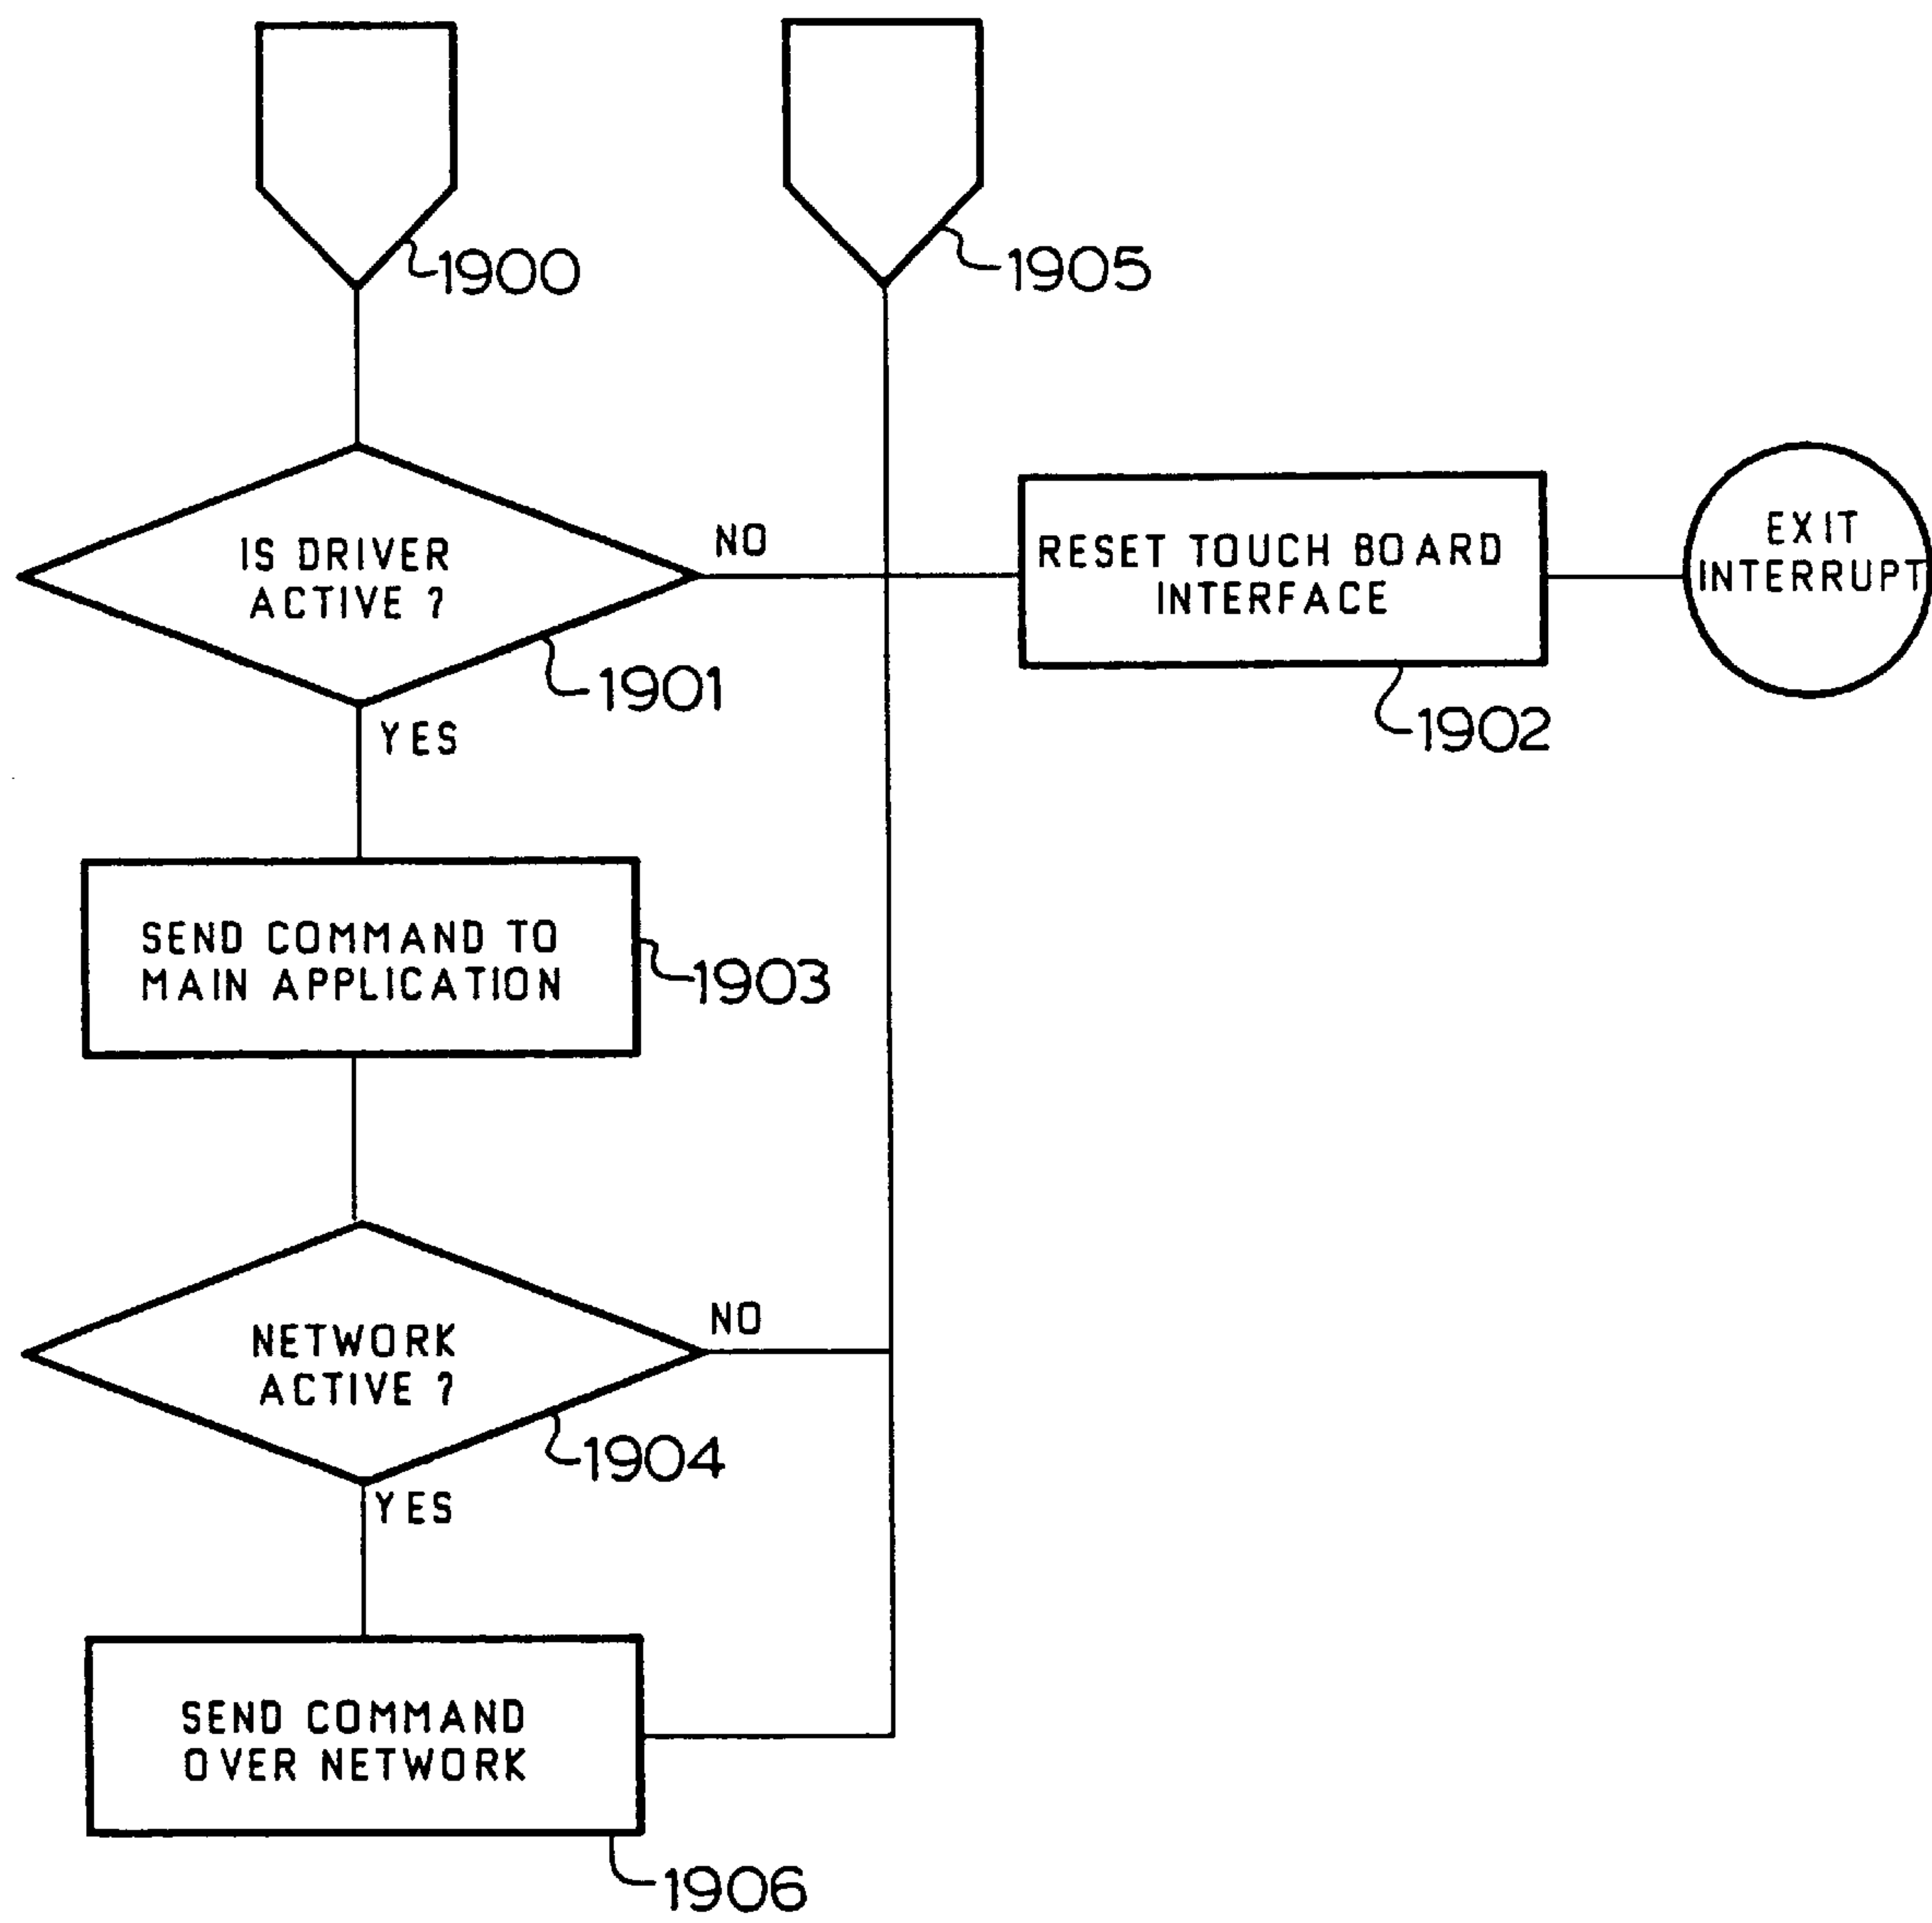 1900
1905
IS DRIVER
ACTIVE ?
NO
1901
YES
RESET TOUCH BOARD
INTERFACE
1902
EXIT
INTERRUPT
SEND COMMAND TO
MAIN APPLICATION
1903
NETWORK
ACTIVE ?
NO
1904
YES
SEND COMMAND
OVER NETWORK
1906